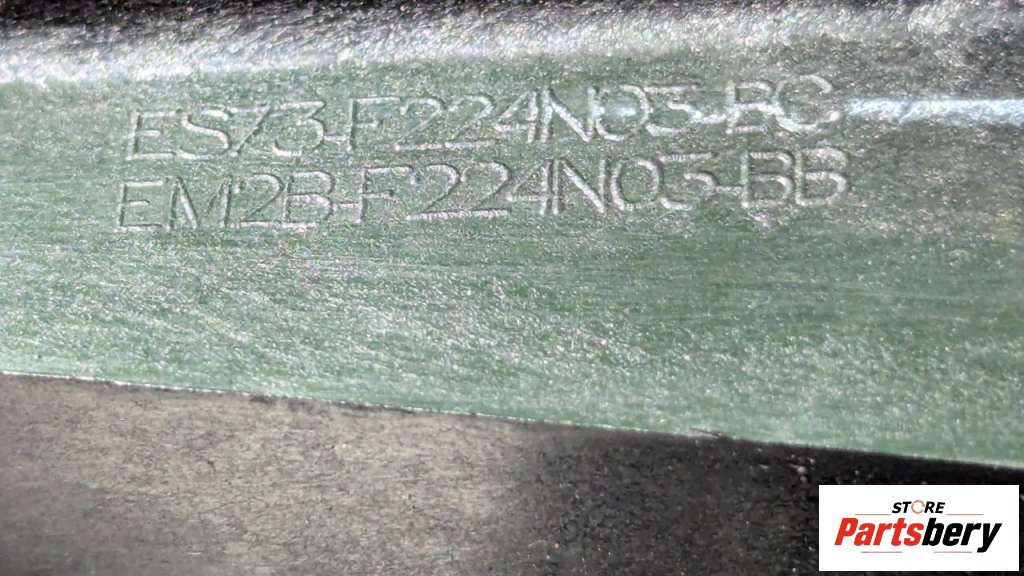 ES73-F224N03-BC
EM2B-F224N03-BB
STORE
Partsbery